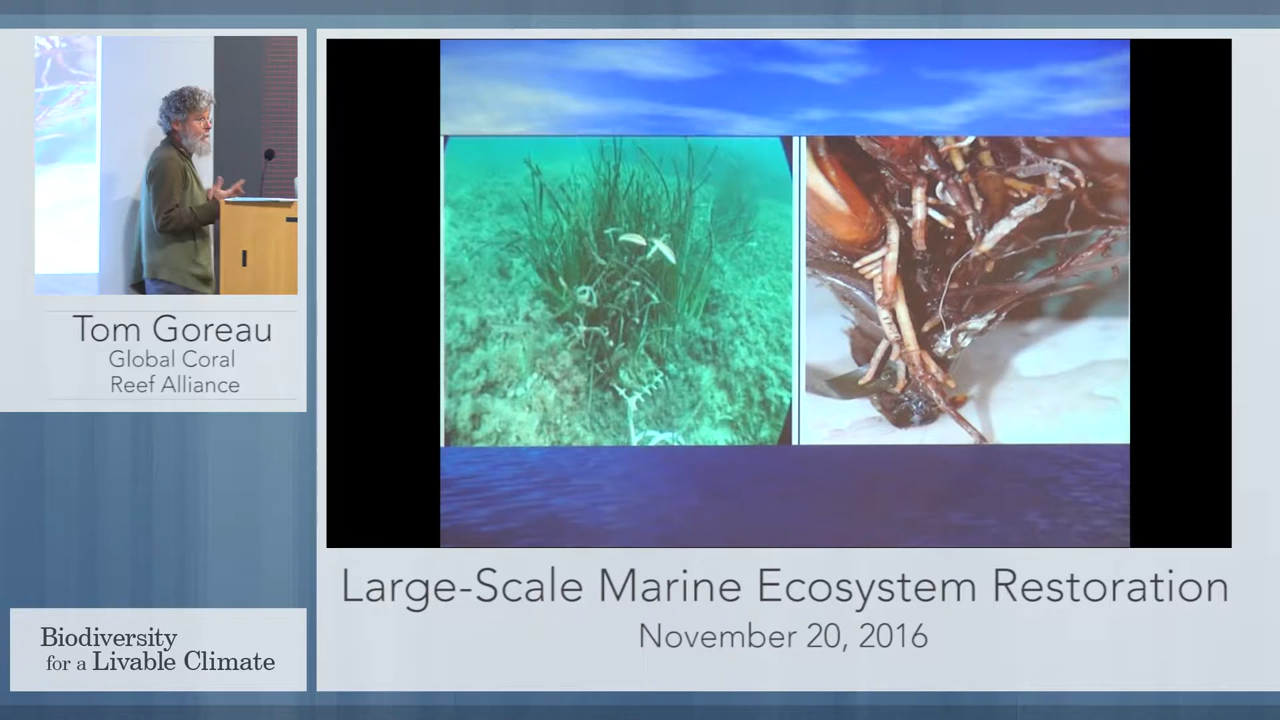 Tom Goreau
Global Coral
Reef Alliance
Large-Scale Marine Ecosystem Restoration
November 20, 2016
Biodiversity
for a Livable Climate